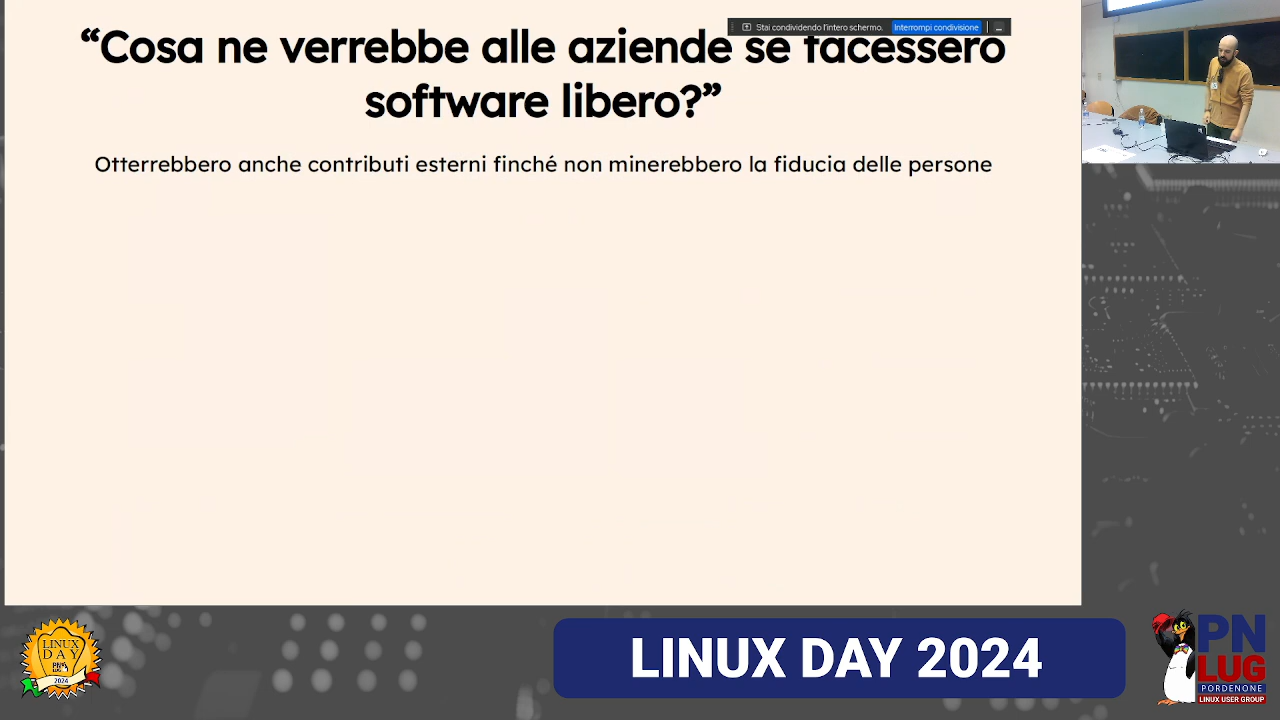 Stai condividendo l'intero schermo. Interrompi condivisione
“Cosa ne verrebbe alle aziende se facessero
software libero?”
Otterrebbero anche contributi esterni finché non minerebbero la fiducia delle persone
LINUX
DAY
2024
LINUX DAY 2024
PN
LUG
PORDENONE
LINUX USER GROUP